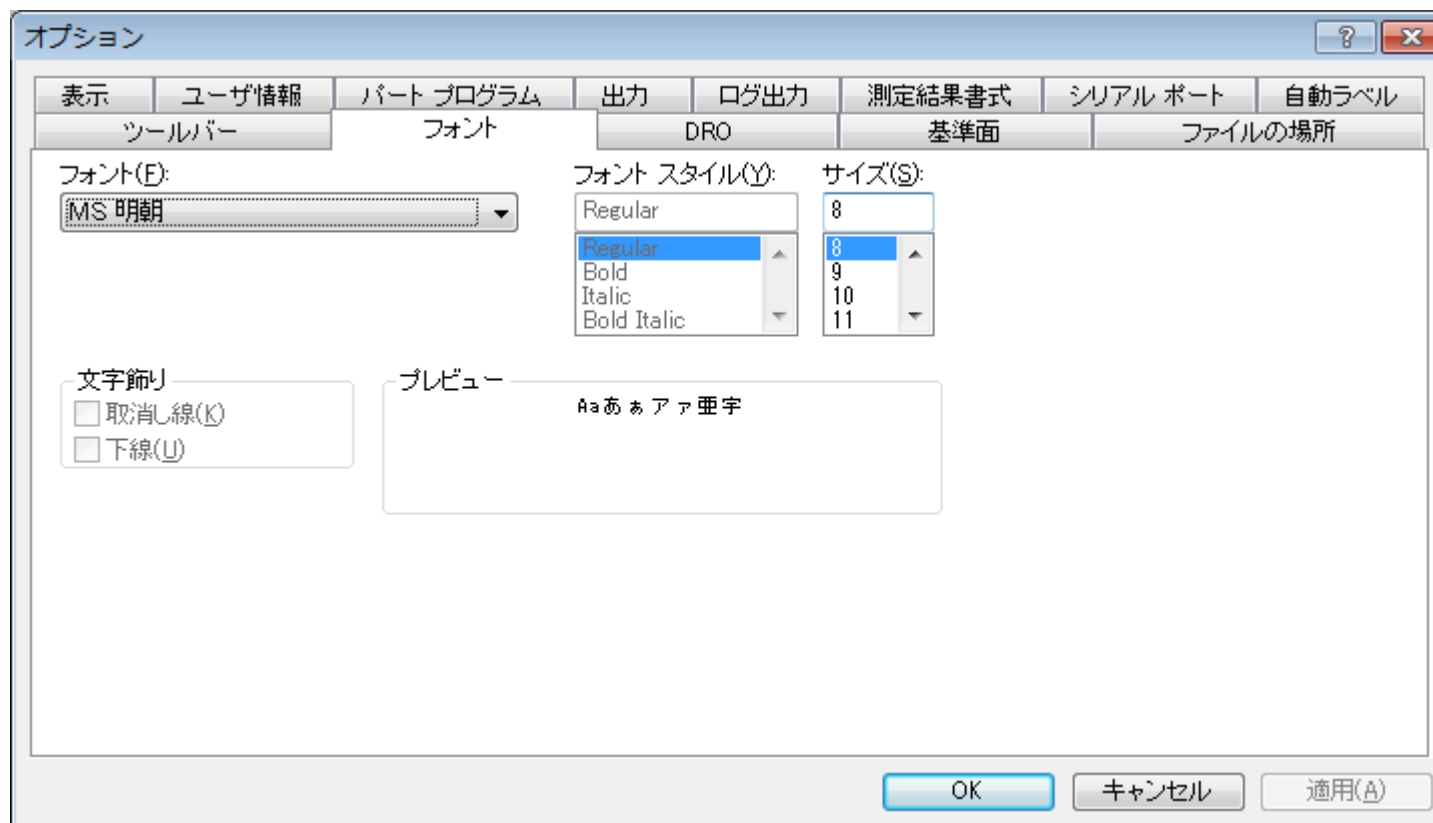 オプション
表示 ユーザ情報 パート プログラム 出力 ログ出力 測定結果書式 シリアル ポート 自動ラベル
ツールバー フォント DRO 基準面 ファイルの場所
フォント(F): フォント スタイル(Y): サイズ(S):
MS 明朝 Regular 8
Regular 8
Bold 9
Italic 10
Bold Italic 11
文字飾り プレビュー
取消し線(K) Aaあぁアァ亜宇
下線(U)
OK キャンセル 適用(A)